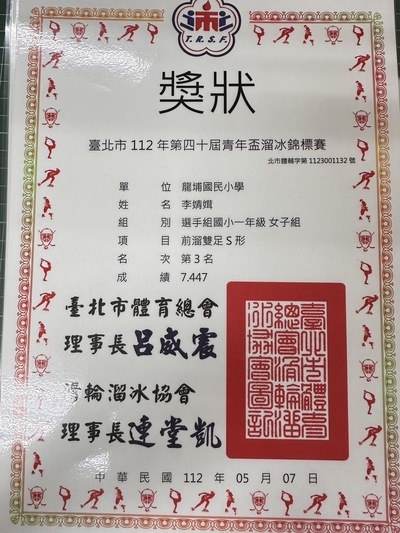 T.R.S.F.
獎狀
臺北市 112 年第四十屆青年盃溜冰錦標賽
北市體輪字第 1123001132 號
單位 龍埔國民小學
姓名 李婧媶
組別 選手組國小一年級 女子組
項目 前溜雙足 S 形
名次 第 3 名
成績 7.447
臺北市體育總會
理事長 呂威震
滑輪溜冰協會
理事長 連堂凱
中華民國 112 年 05 月 07 日